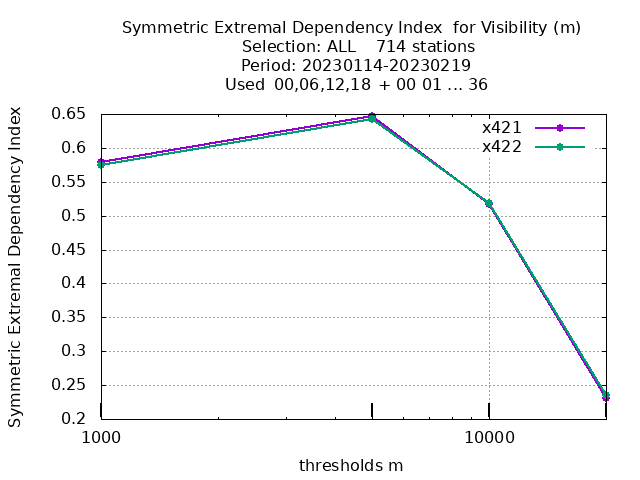 Symmetric Extremal Dependency Index  for Visibility (m)
Selection: ALL    714 stations
Period: 20230114-20230219
Used  00,06,12,18 + 00 01 ... 36
Symmetric Extremal Dependency Index
0.65
0.6
0.55
0.5
0.45
0.4
0.35
0.3
0.25
0.2
x421
x422
1000
10000
thresholds m